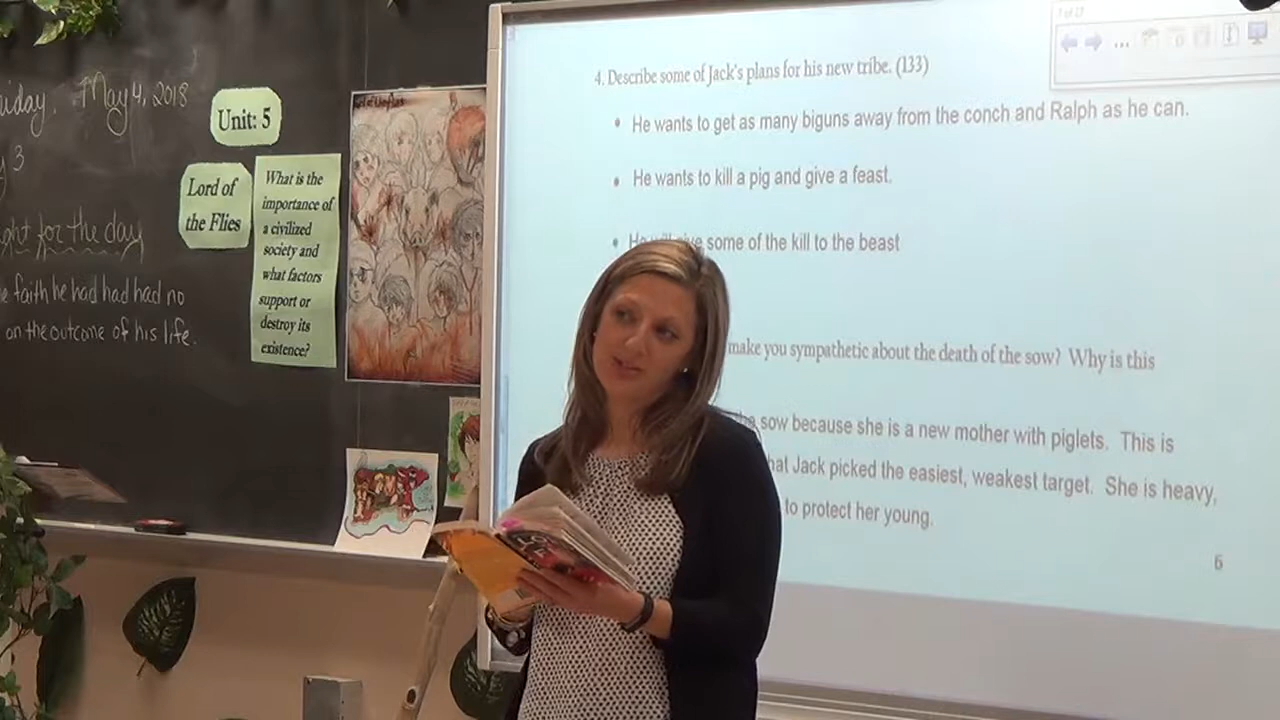 iday, May 4, 2018
3
Unit: 5
Lord of
the Flies
What is the
importance of
a civilized
society and
what factors
support or
destroy its
existence?
ght for the day
e faith he had had had no
on the outcome of his life.
4. Describe some of Jack's plans for his new tribe. (133)
• He wants to get as many biguns away from the conch and Ralph as he can.
• He wants to kill a pig and give a feast.
• He will give some of the kill to the beast
make you sympathetic about the death of the sow? Why is this
the sow because she is a new mother with piglets. This is
hat Jack picked the easiest, weakest target. She is heavy,
to protect her young.
6